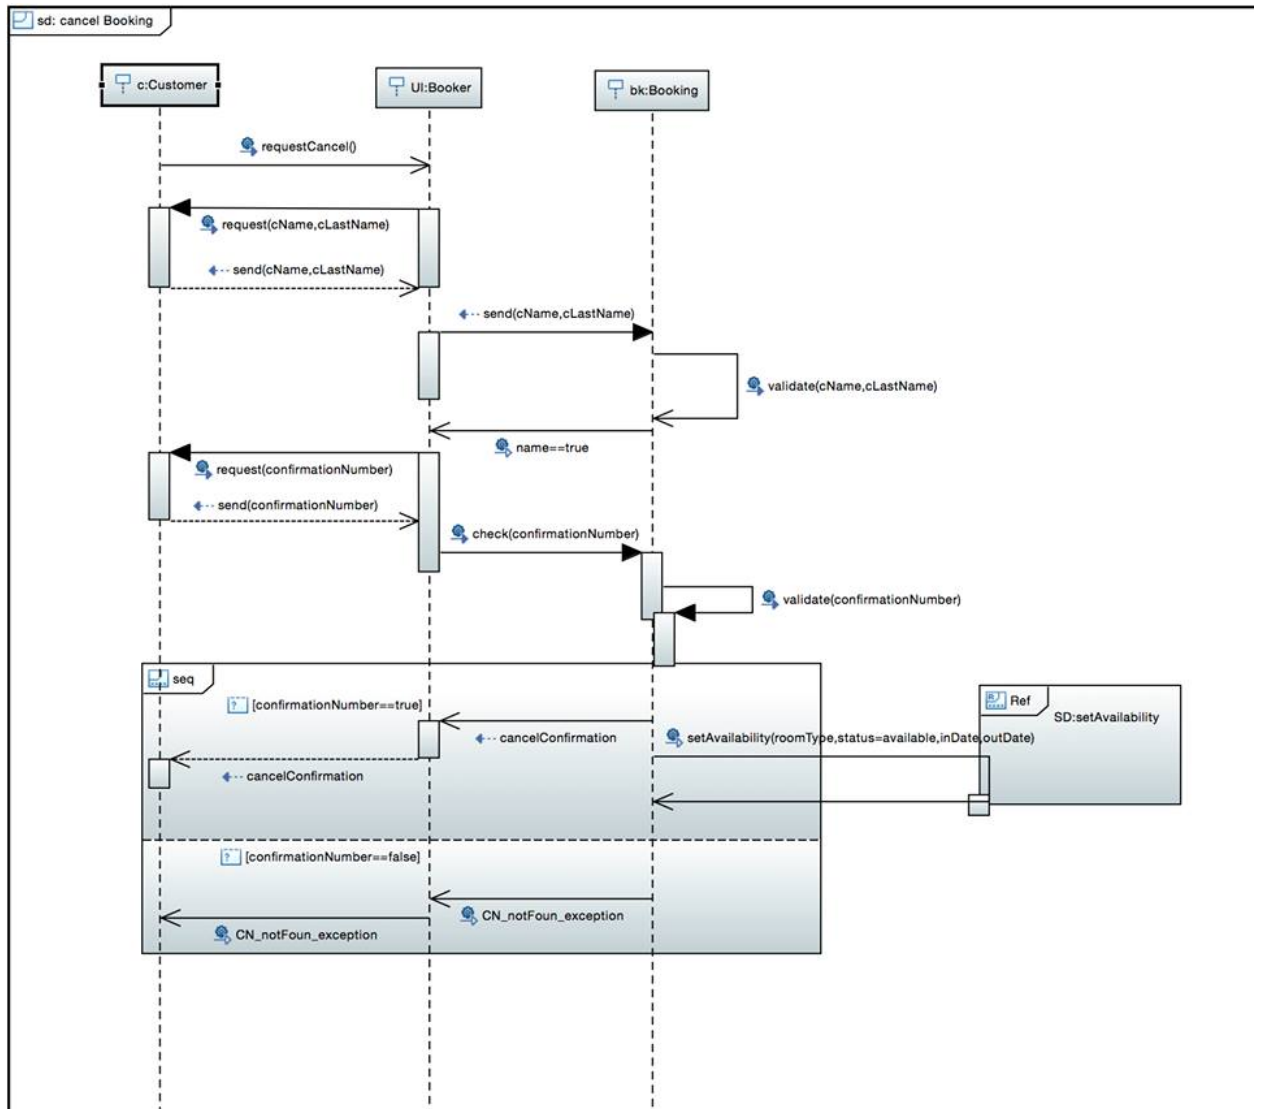 sd: cancel Booking
c:Customer
UI:Booker
bk:Booking
requestCancel()
request(cName,cLastName)
send(cName,cLastName)
send(cName,cLastName)
validate(cName,cLastName)
name==true
request(confirmationNumber)
send(confirmationNumber)
check(confirmationNumber)
validate(confirmationNumber)
seq
[confirmationNumber==true]
Ref
SD:setAvailability
cancelConfirmation
setAvailability(roomType,status=available,inDate,outDate)
cancelConfirmation
[confirmationNumber==false]
CN_notFoun_exception
CN_notFoun_exception